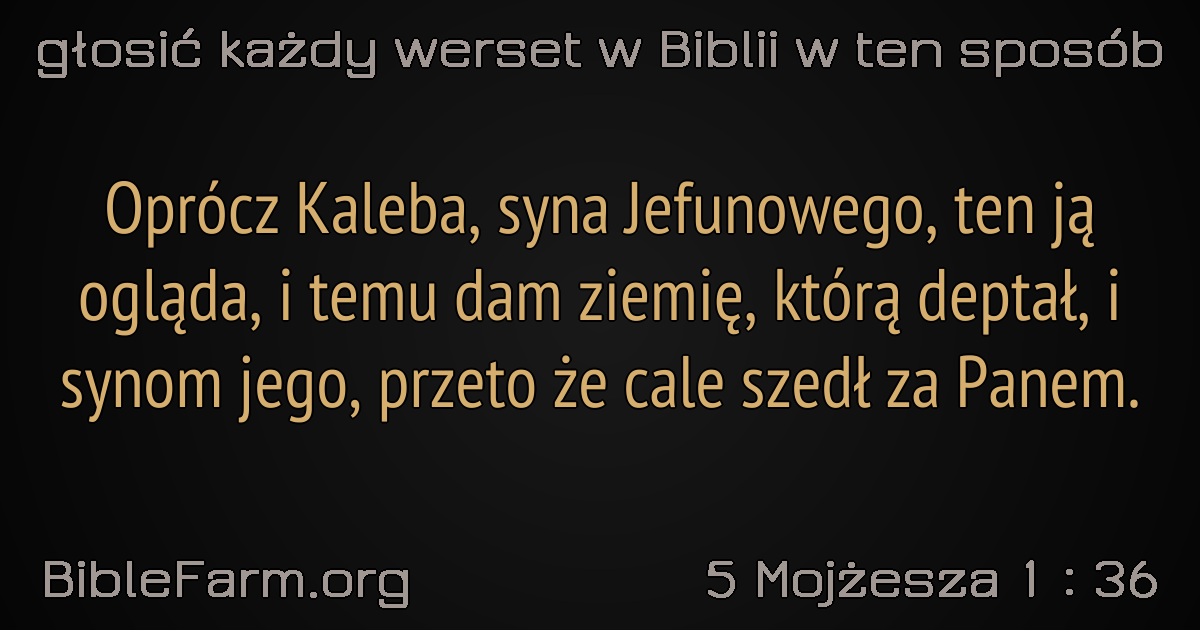 głosić każdy werset w Biblii w ten sposób
Oprócz Kaleba, syna Jefunowego, ten ją
ogląda, i temu dam ziemię, którą deptał, i
synom jego, przeto że cale szedł za Panem.
BibleFarm.org
5 Mojżesza 1 : 36